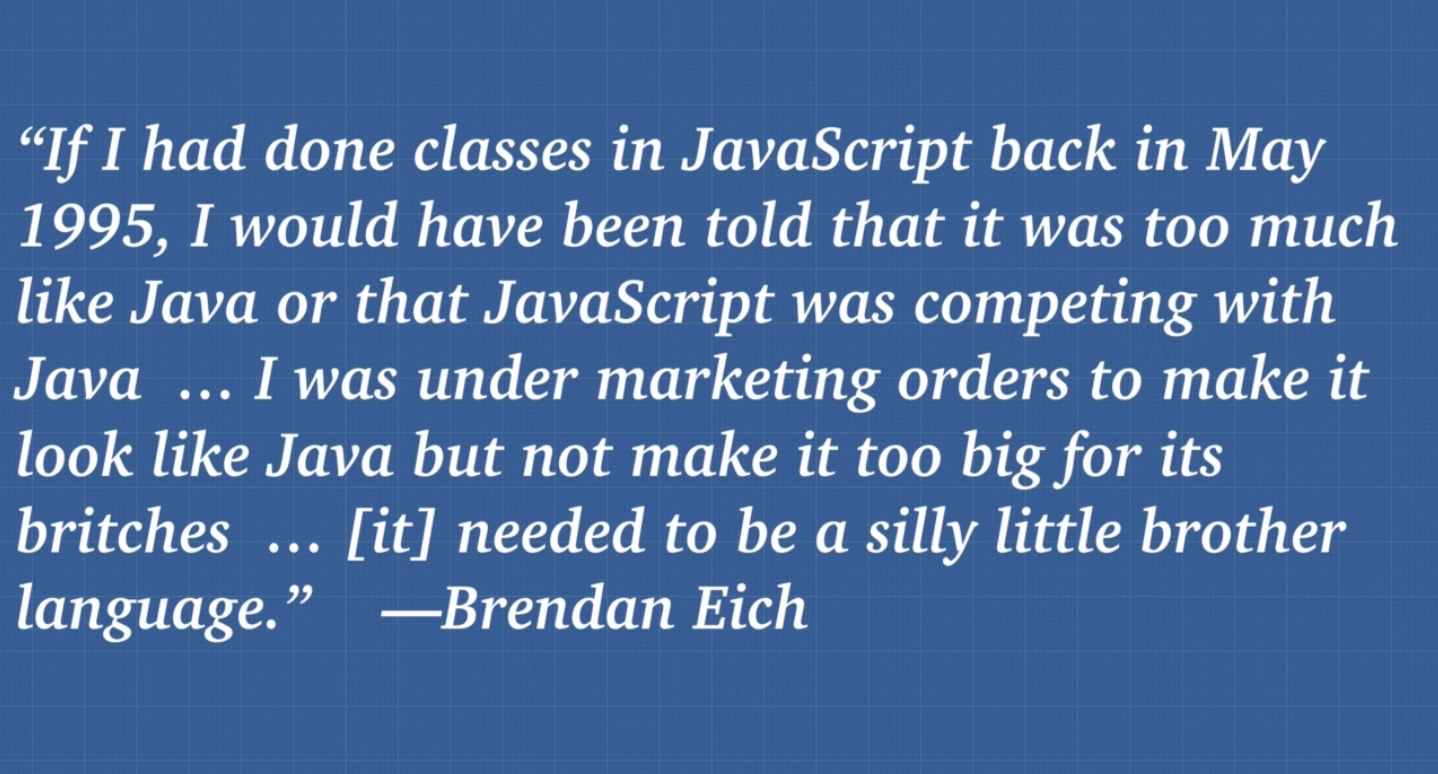 “If I had done classes in JavaScript back in May
1995, I would have been told that it was too much
like Java or that JavaScript was competing with
Java … I was under marketing orders to make it
look like Java but not make it too big for its
britches … [it] needed to be a silly little brother
language.” —Brendan Eich